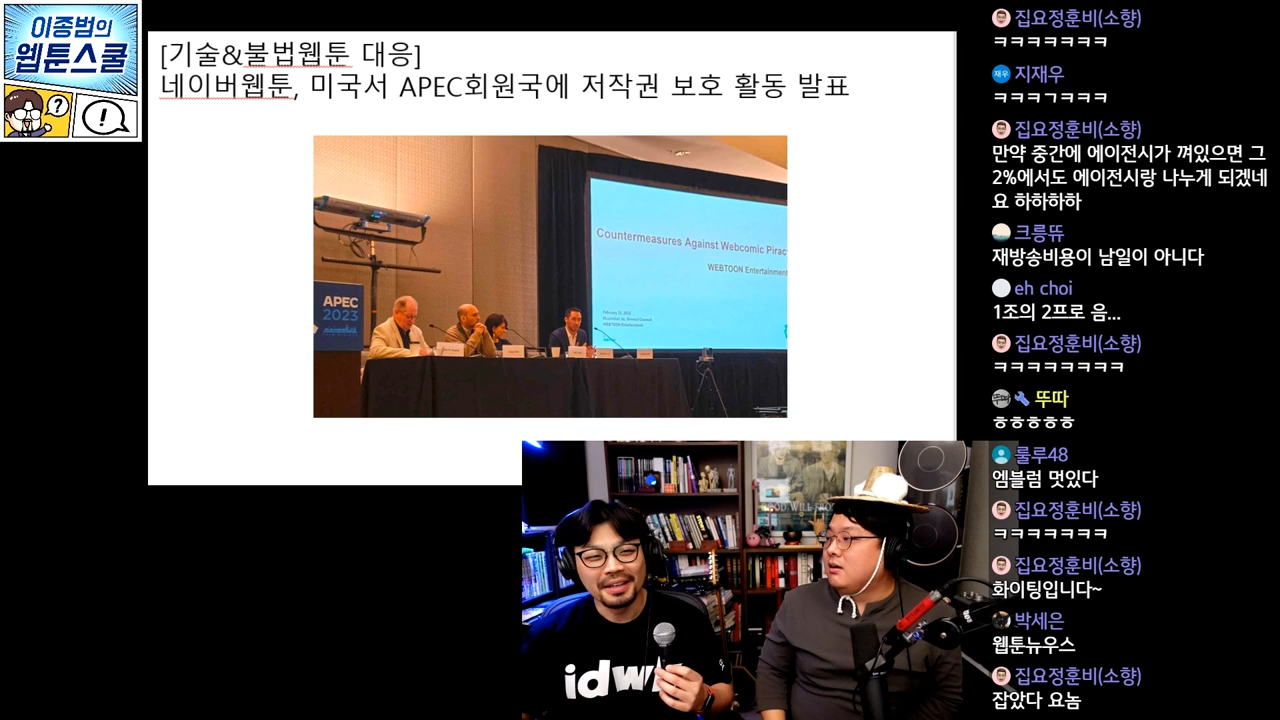 이종범의
웹툰스쿨
?
!
[기술&불법웹툰 대응]
네이버웹툰, 미국서 APEC회원국에 저작권 보호 활동 발표
Countermeasures Against Webcomic Pirac
WEBTOON Entertainment
APEC
2023
idw
집요정훈비(소향)
ㅋㅋㅋㅋㅋㅋㅋ
재우 지재우
ㅋㅋㅋㄱㅋㅋㅋ
집요정훈비(소향)
만약 중간에 에이전시가 껴있으면 그
2%에서도 에이전시랑 나누게 되겠네
요 하하하하
크릉뜌
재방송비용이 남일이 아니다
eh choi
1조의 2프로 음...
집요정훈비(소향)
ㅋㅋㅋㅋㅋㅋㅋㅋ
뚜따 뚜따
ㅎㅎㅎㅎㅎ
룰루48
엠블럼 멋있다
집요정훈비(소향)
ㅋㅋㅋㅋㅋㅋㅋ
집요정훈비(소향)
화이팅입니다~
박세은
웹툰뉴우스
집요정훈비(소향)
잡았다 요놈